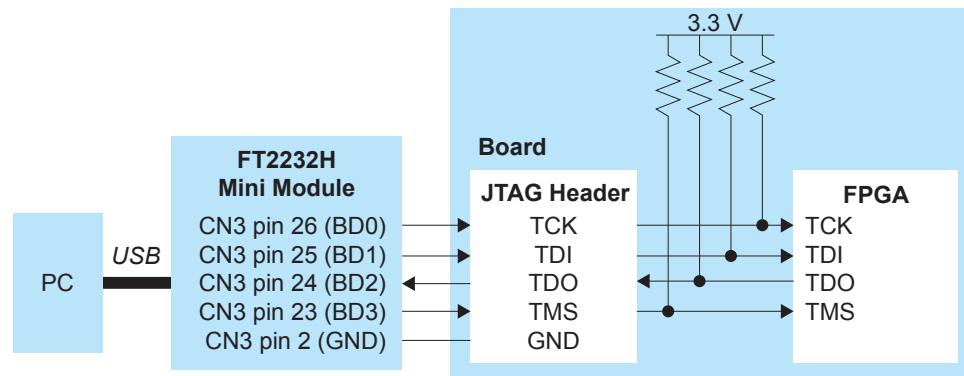 3.3 V
Board
FT2232H
Mini Module
JTAG Header
FPGA
CN3 pin 26 (BD0)
TCK
TCK
CN3 pin 25 (BD1)
TDI
TDI
USB
PC
CN3 pin 24 (BD2)
TDO
TDO
CN3 pin 23 (BD3)
TMS
TMS
CN3 pin 2 (GND)
GND